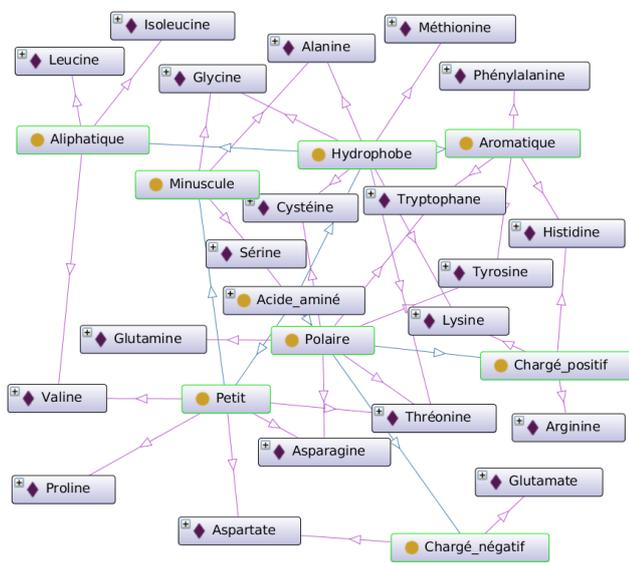 Isoleucine
Méthionine
Alanine
Leucine
Glycine
Phénylalanine
Aliphatique
Aromatique
Hydrophobe
Minuscule
Tryptophane
Cystéine
Histidine
Sérine
Tyrosine
Acide_aminé
Lysine
Glutamine
Polaire
Chargé_positif
Valine
Petit
Thréonine
Arginine
Asparagine
Glutamate
Proline
Aspartate
Chargé_négatif